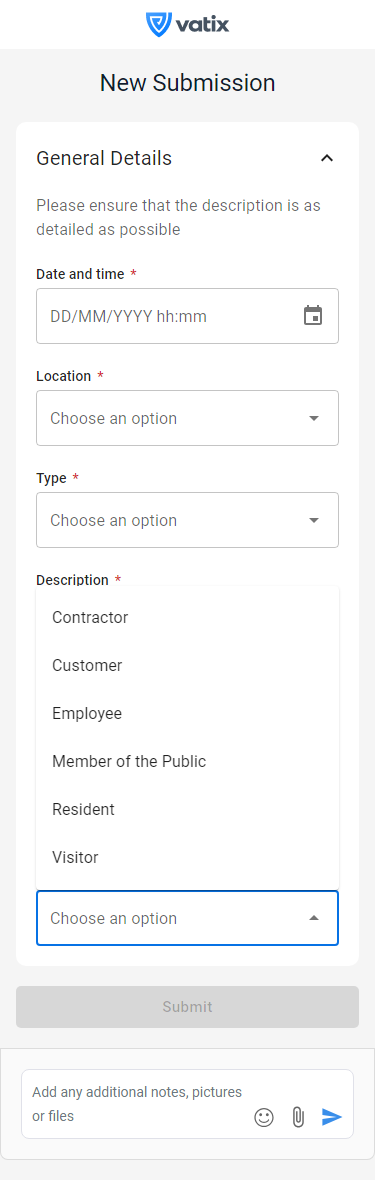 vatix
New Submission
General Details
Please ensure that the description is as
detailed as possible
Date and time *
DD/MM/YYYY hh:mm
Location *
Choose an option
Type *
Choose an option
Description *
Contractor
Customer
Employee
Member of the Public
Resident
Visitor
Choose an option
Submit
Add any additional notes, pictures
or files